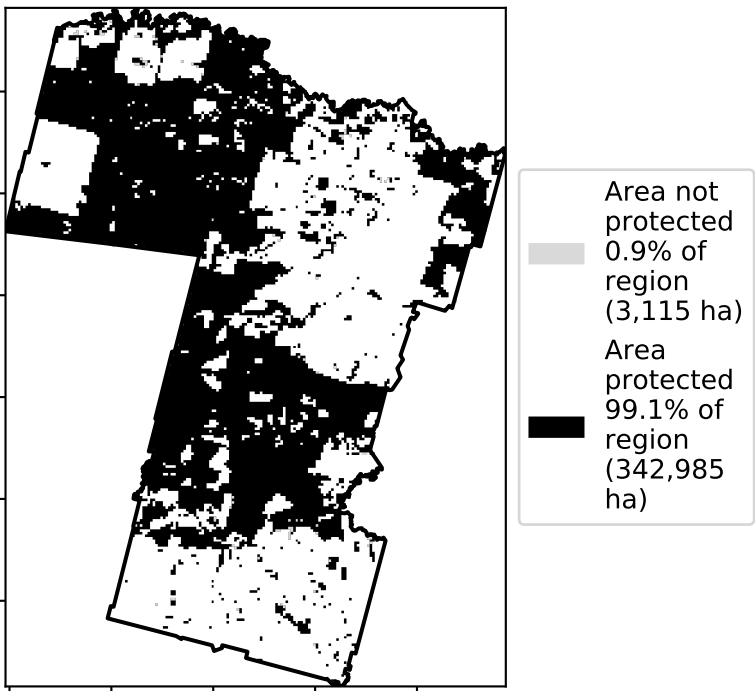 Area not
protected
0.9% of
region
(3,115 ha)
Area
protected
99.1% of
region
(342,985
ha)